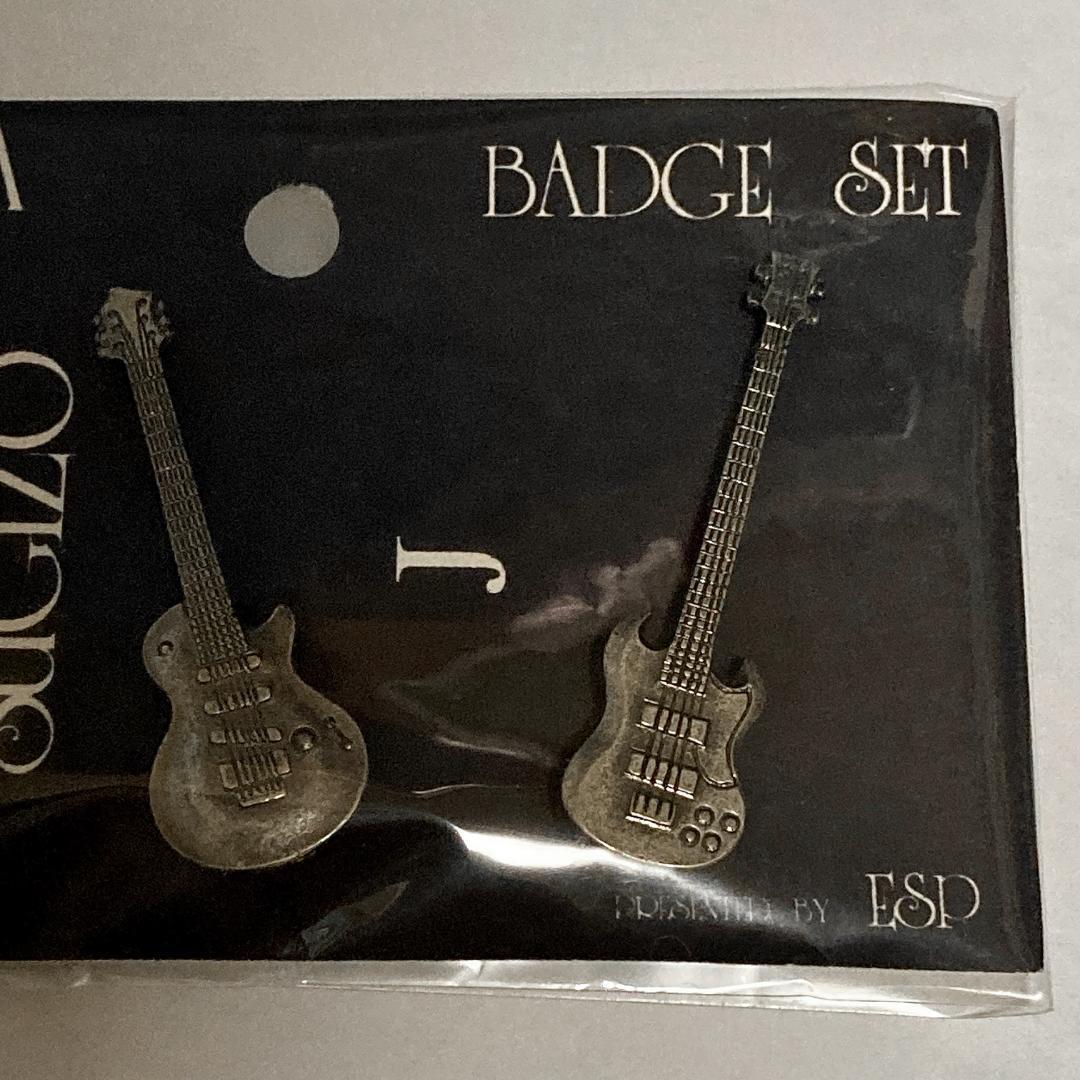 BADGE SET
SUGIZO
J
PRESENTED BY ESP